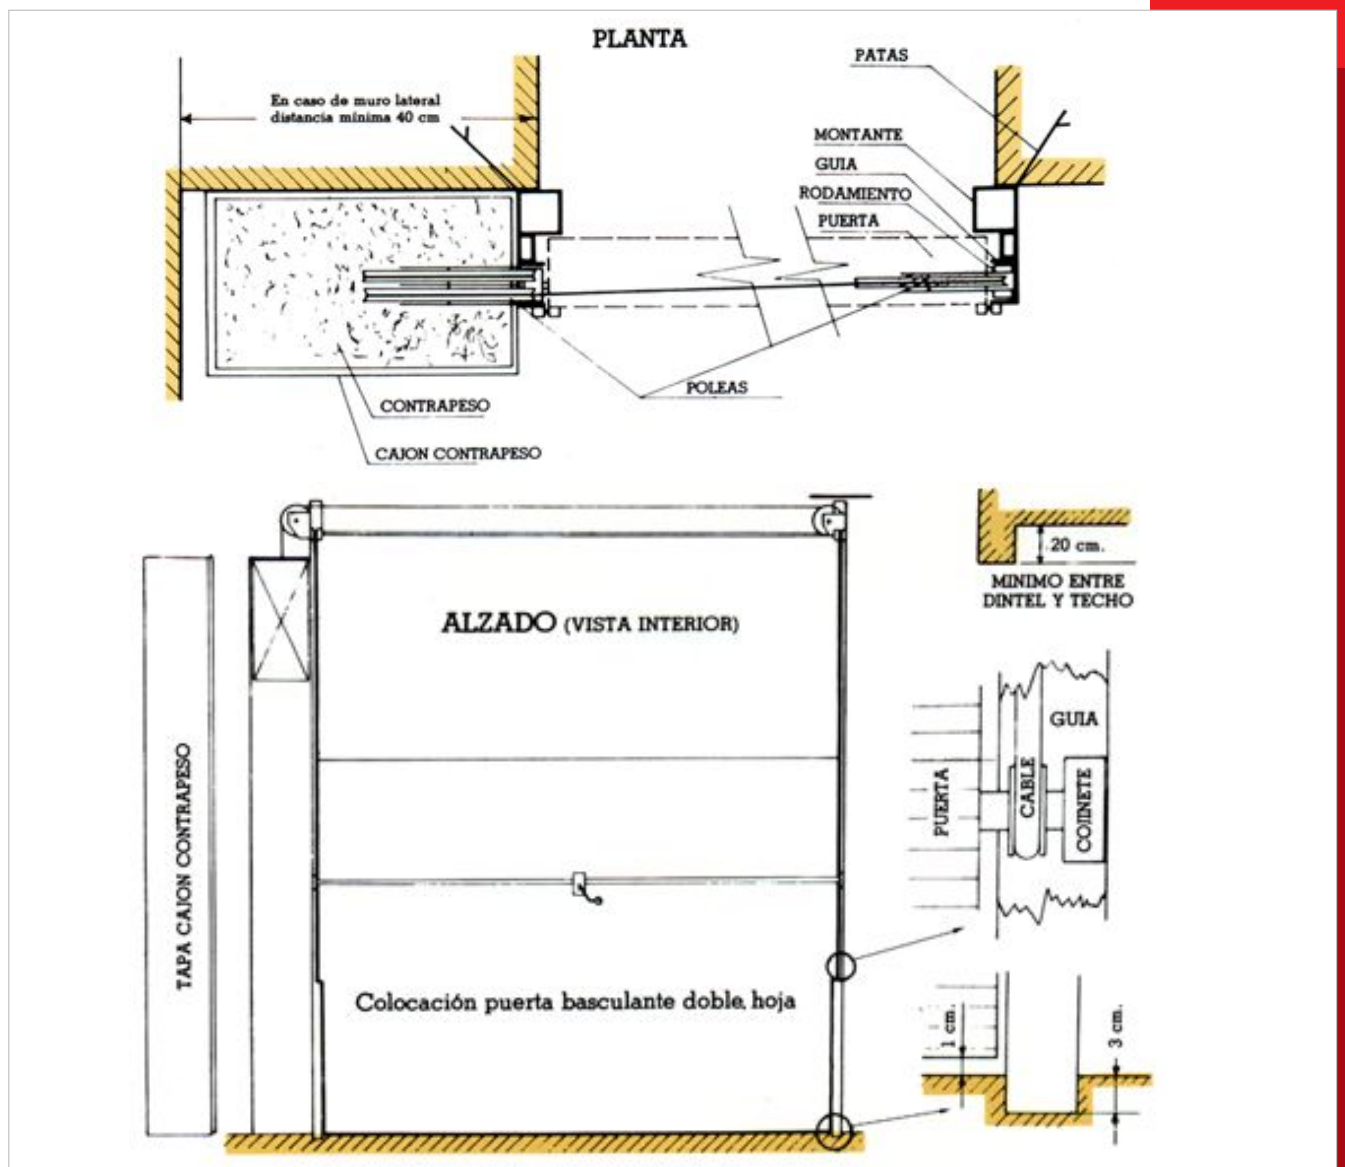 PLANTA
PATAS
En caso de muro lateral
distancia mínima 40 cm
MONTANTE
GUIA
RODAMIENTO
PUERTA
POLEAS
CONTRAPESO
CAJON CONTRAPESO
20 cm.
MINIMO ENTRE
DINTEL Y TECHO
ALZADO (VISTA INTERIOR)
TAPA CAJON CONTRAPESO
GUIA
PUERTA
CABLE
COJINETE
Colocación puerta basculante doble hoja
1 cm.
3 cm.